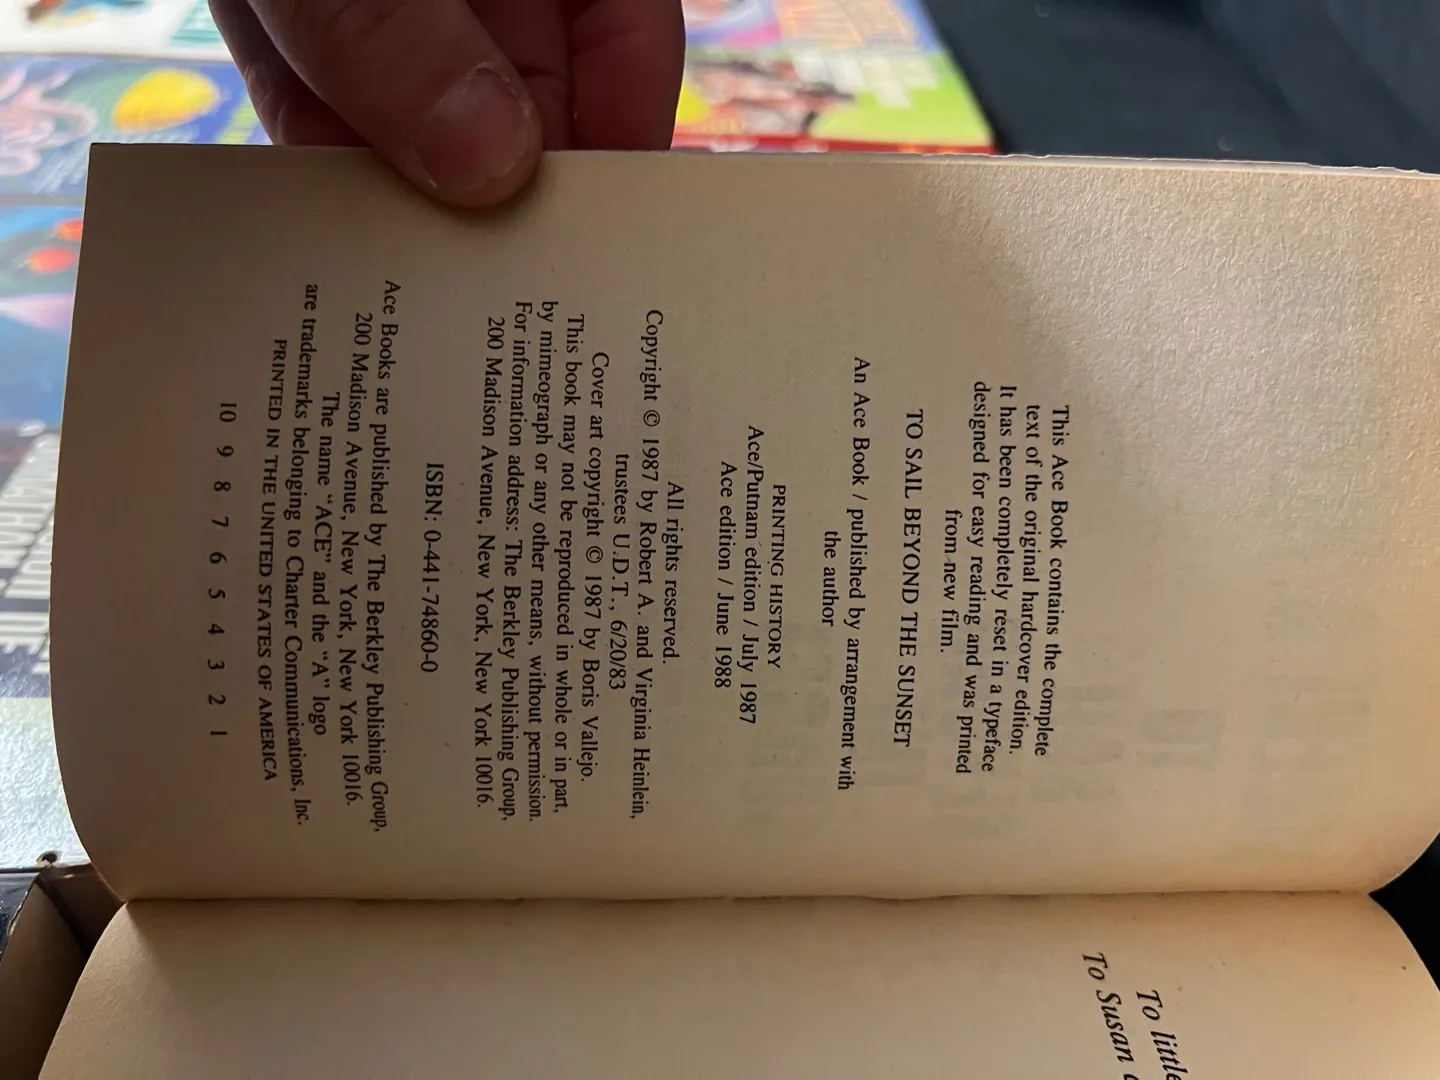 This Ace Book contains the complete
text of the original hardcover edition.
It has been completely reset in a typeface
designed for easy reading and was printed
from new film.
TO SAIL BEYOND THE SUNSET
An Ace Book / published by arrangement with
the author
PRINTING HISTORY
Ace/Putnam edition / July 1987
Ace edition / June 1988
All rights reserved.
Copyright © 1987 by Robert A. and Virginia Heinlein,
trustees U.D.T., 6/20/83
Cover art copyright © 1987 by Boris Vallejo.
This book may not be reproduced in whole or in part,
by mimeograph or any other means, without permission.
For information address: The Berkley Publishing Group,
200 Madison Avenue, New York, New York 10016.
ISBN: 0-441-74860-0
Ace Books are published by The Berkley Publishing Group,
200 Madison Avenue, New York, New York 10016.
The name "ACE" and the "A" logo
are trademarks belonging to Charter Communications, Inc.
PRINTED IN THE UNITED STATES OF AMERICA
10 9 8 7 6 5 4 3 2 1
To little
To Susan